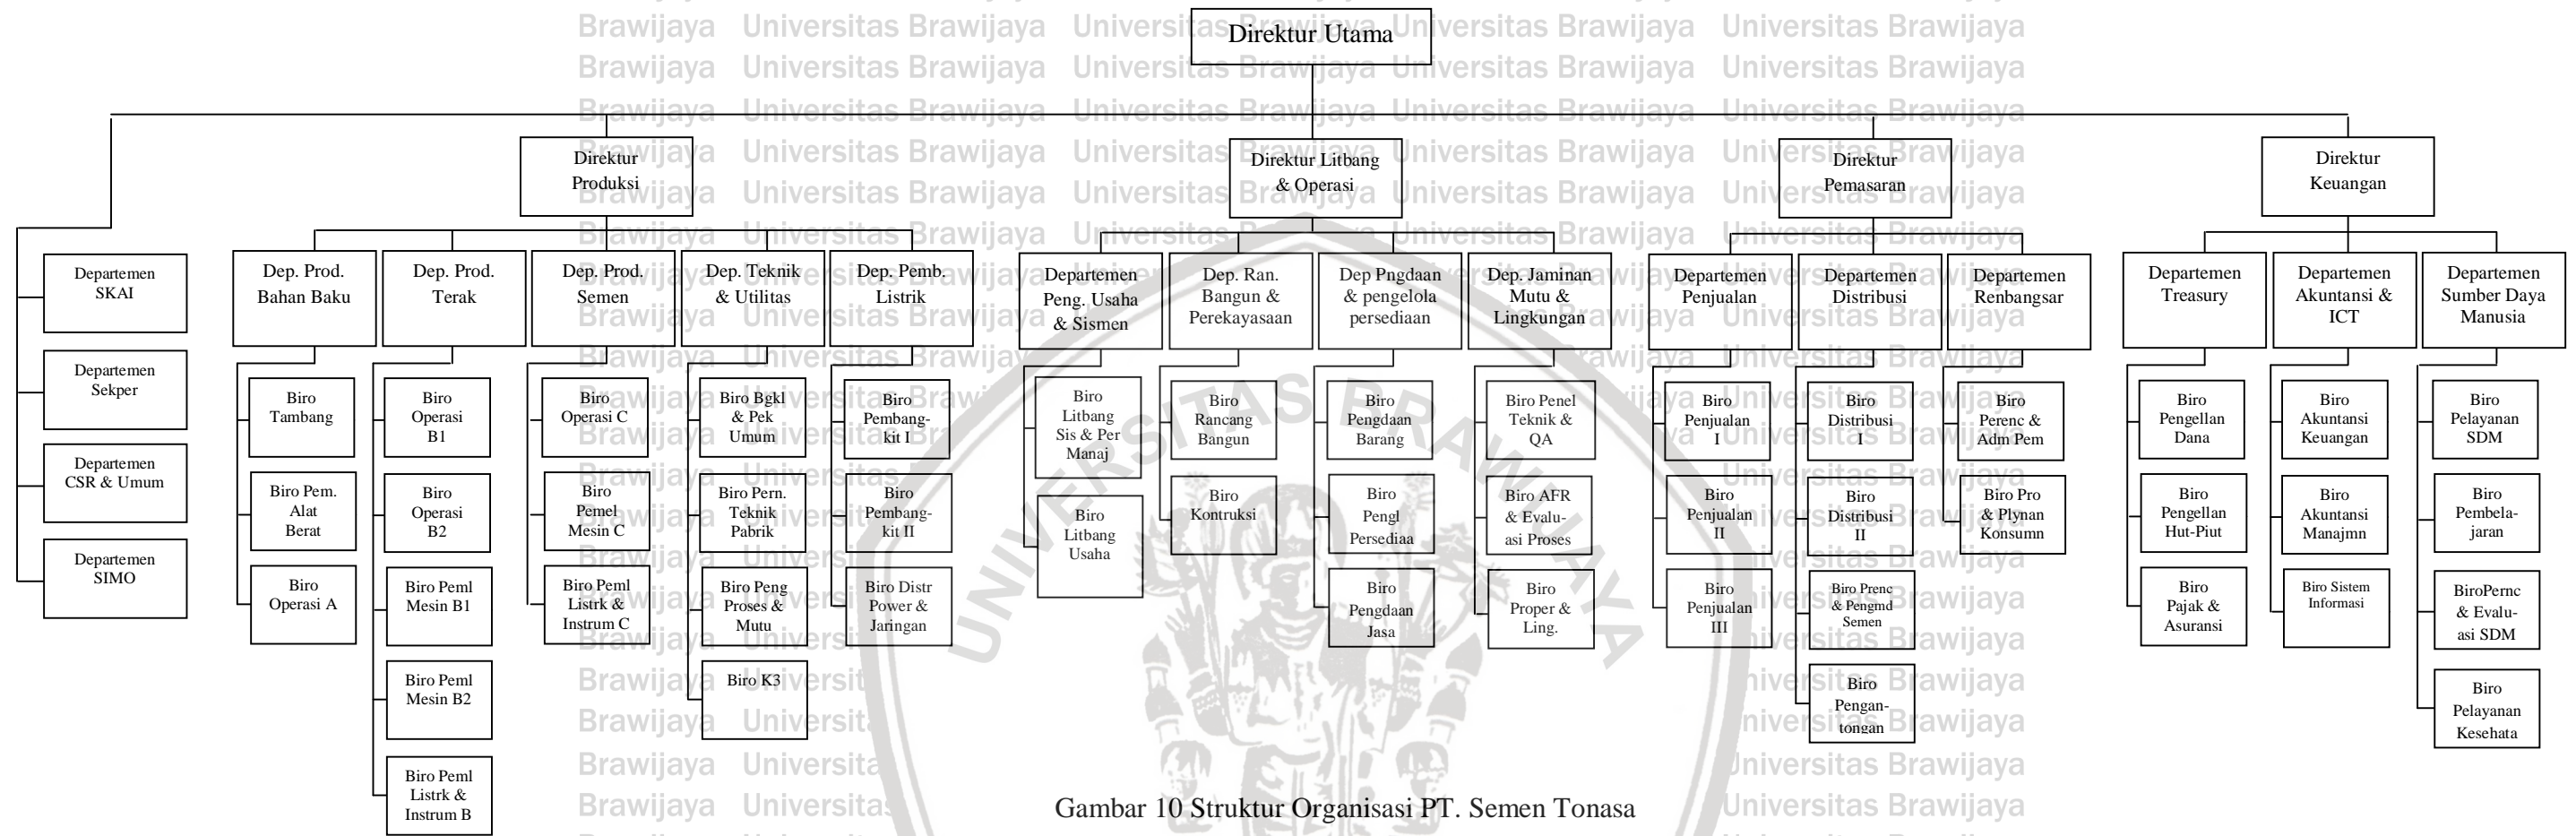 Direktur Utama
Direktur
Produksi
Direktur Litbang
& Operasi
Direktur
Pemasaran
Direktur
Keuangan
Departemen
SKAI
Departemen
Sekper
Departemen
CSR & Umum
Departemen
SIMO
Dep. Prod.
Bahan Baku
Biro
Tambang
Biro Pem.
Alat
Berat
Biro
Operasi A
Dep. Prod.
Terak
Biro
Operasi
B1
Biro
Operasi
B2
Biro Peml
Mesin B1
Biro Peml
Mesin B2
Biro Peml
Listrk &
Instrum B
Dep. Prod.
Semen
Biro
Operasi C
Biro
Pemel
Mesin C
Biro Peml
Listrk &
Instrum C
Dep. Teknik
& Utilitas
Biro Bgkl
& Pek
Umum
Biro Pern.
Teknik
Pabrik
Biro Peng
Proses &
Mutu
Biro K3
Dep. Pemb.
Listrik
Biro
Pembang-
kit I
Biro
Pembang-
kit II
Biro Distr
Power &
Jaringan
Departemen
Peng. Usaha
& Sismen
Biro
Litbang
Sis & Per
Manaj
Biro
Litbang
Usaha
Dep. Ran.
Bangun &
Perekayasaan
Biro
Rancang
Bangun
Biro
Kontruksi
Dep Pngdaan
& pengelola
persediaan
Biro
Pengdaan
Barang
Biro
Pengl
Persediaa
Biro
Pengdaan
Jasa
Dep. Jaminan
Mutu &
Lingkungan
Biro Penel
Teknik &
QA
Biro AFR
& Evalu-
asi Proses
Biro
Proper &
Ling.
Departemen
Penjualan
Biro
Penjualan
I
Biro
Penjualan
II
Biro
Penjualan
III
Departemen
Distribusi
Biro
Distribusi
I
Biro
Distribusi
II
Biro Prenc
& Pengmd
Semen
Biro
Pengan-
tongan
Departemen
Renbangsar
Biro
Perenc &
Adm Pem
Biro Pro
& Plynan
Konsumn
Departemen
Treasury
Biro
Pengellan
Dana
Biro
Pengellan
Hut-Piut
Biro
Pajak &
Asuransi
Departemen
Akuntansi &
ICT
Biro
Akuntansi
Keuangan
Biro
Akuntansi
Manajmn
Biro Sistem
Informasi
Departemen
Sumber Daya
Manusia
Biro
Pelayanan
SDM
Biro
Pembela-
jaran
BiroPernc
& Evalu-
asi SDM
Biro
Pelayanan
Kesehata
Gambar 10 Struktur Organisasi PT. Semen Tonasa
UNIVERSITAS BRAWIJAYA